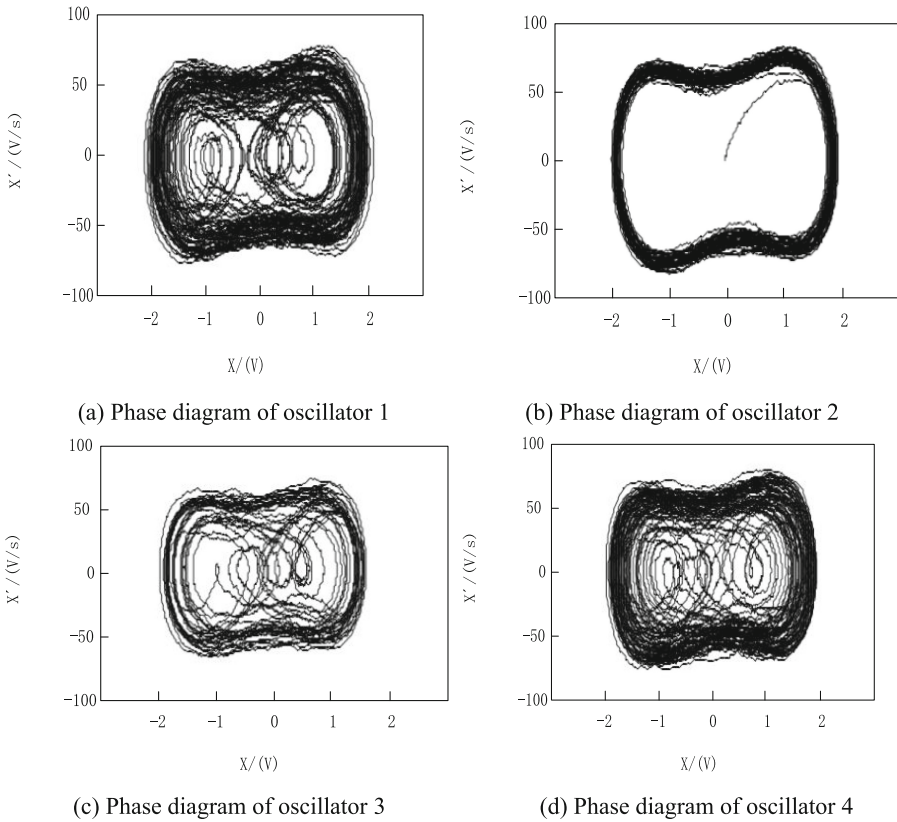 100
50
0
−50
−100
X′/(V/s)
−2 −1 0 1 2
X/(V)
(a) Phase diagram of oscillator 1
100
50
0
−50
−100
X′/(V/s)
−2 −1 0 1 2
X/(V)
(b) Phase diagram of oscillator 2
100
50
0
−50
−100
X′/(V/s)
−2 −1 0 1 2
X/(V)
(c) Phase diagram of oscillator 3
100
50
0
−50
−100
X′/(V/s)
−2 −1 0 1 2
X/(V)
(d) Phase diagram of oscillator 4